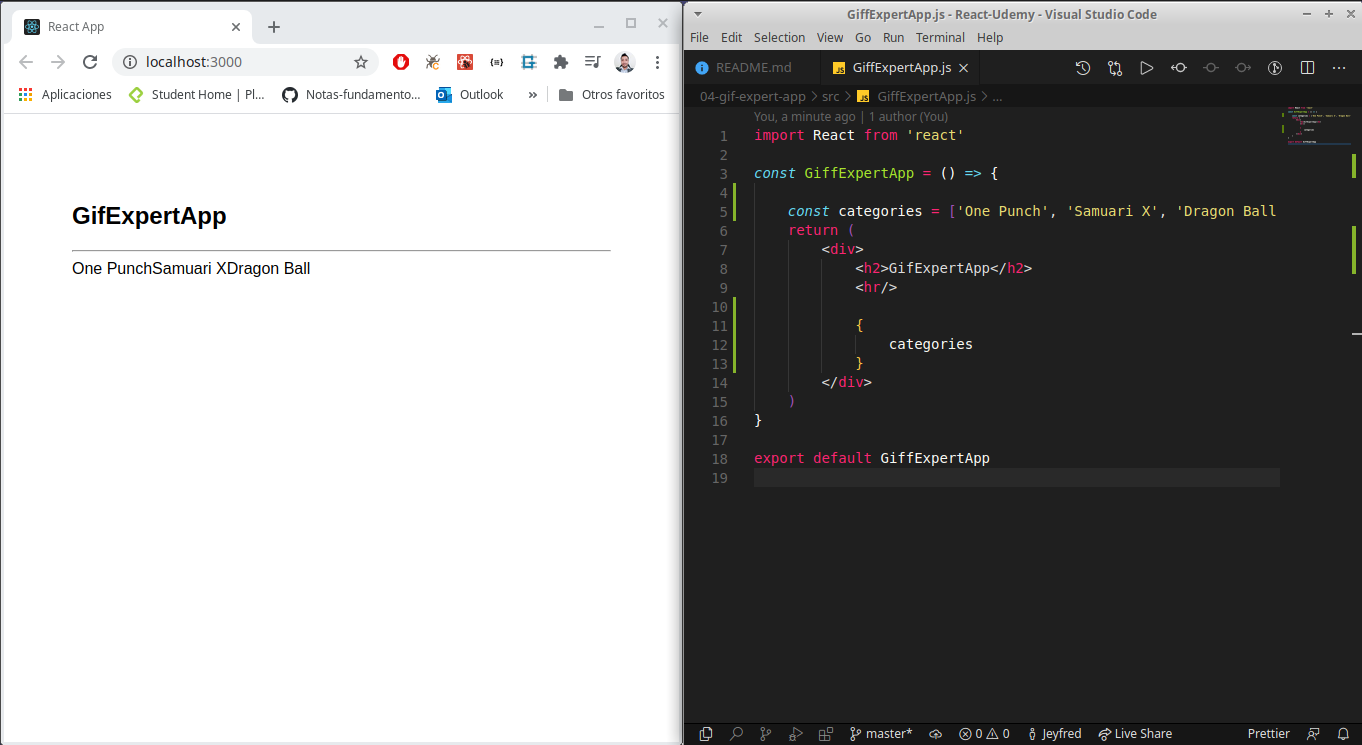 React App
localhost:3000
Aplicaciones
Student Home | Pl...
Notas-fundamento...
Outlook
»
Otros favoritos
GifExpertApp
One PunchSamuari XDragon Ball
GiffExpertApp.js - React-Udemy - Visual Studio Code
File Edit Selection View Go Run Terminal Help
README.md
JS GiffExpertApp.js
04-gif-expert-app > src > JS GiffExpertApp.js > ...
You, a minute ago | 1 author (You)
1 import React from 'react'
2
3 const GiffExpertApp = () => {
4
5 const categories = ['One Punch', 'Samuari X', 'Dragon Ball
6 return (
7 <div>
8 <h2>GifExpertApp</h2>
9 <hr/>
10
11 {
12 categories
13 }
14 </div>
15 )
16 }
17
18 export default GiffExpertApp
19
master* 0 0 Jeyfred Live Share Prettier